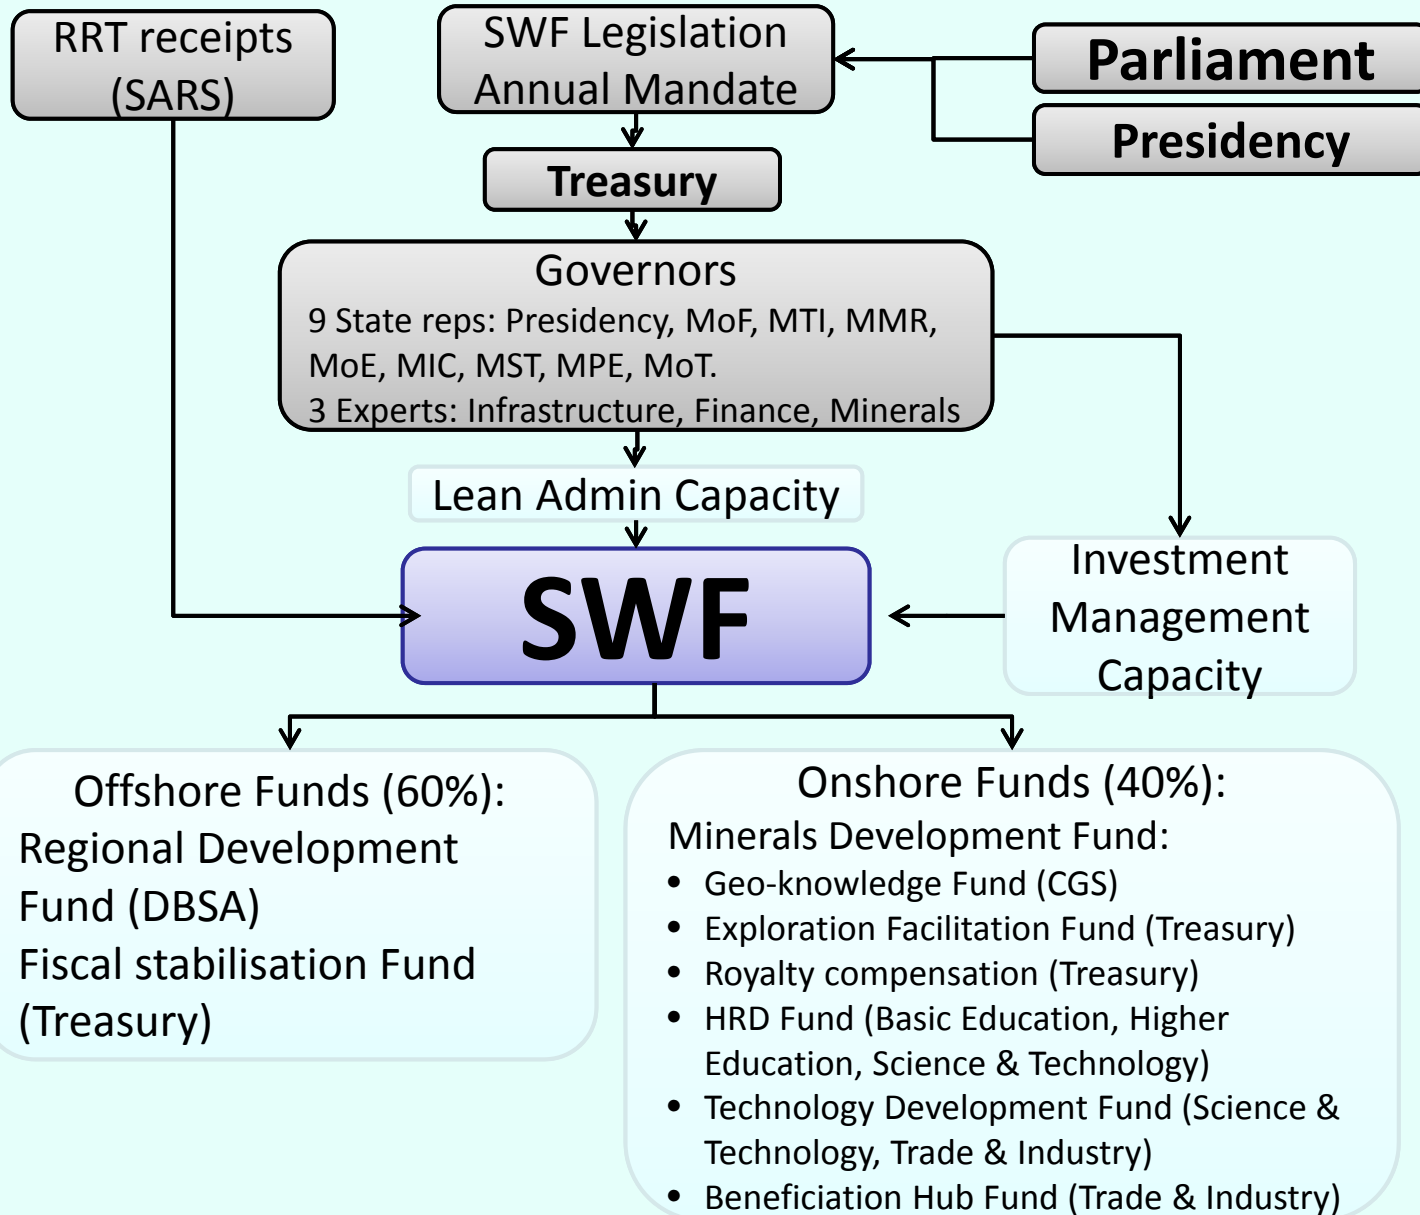 RRT receipts
(SARS)
SWF Legislation
Annual Mandate
Parliament
Presidency
Treasury
Governors
9 State reps: Presidency, MoF, MTI, MMR,
MoE, MIC, MST, MPE, MoT.
3 Experts: Infrastructure, Finance, Minerals
Lean Admin Capacity
SWF
Investment
Management
Capacity
Offshore Funds (60%):
Regional Development
Fund (DBSA)
Fiscal stabilisation Fund
(Treasury)
Onshore Funds (40%):
Minerals Development Fund:
• Geo-knowledge Fund (CGS)
• Exploration Facilitation Fund (Treasury)
• Royalty compensation (Treasury)
• HRD Fund (Basic Education, Higher
Education, Science & Technology)
• Technology Development Fund (Science &
Technology, Trade & Industry)
• Beneficiation Hub Fund (Trade & Industry)